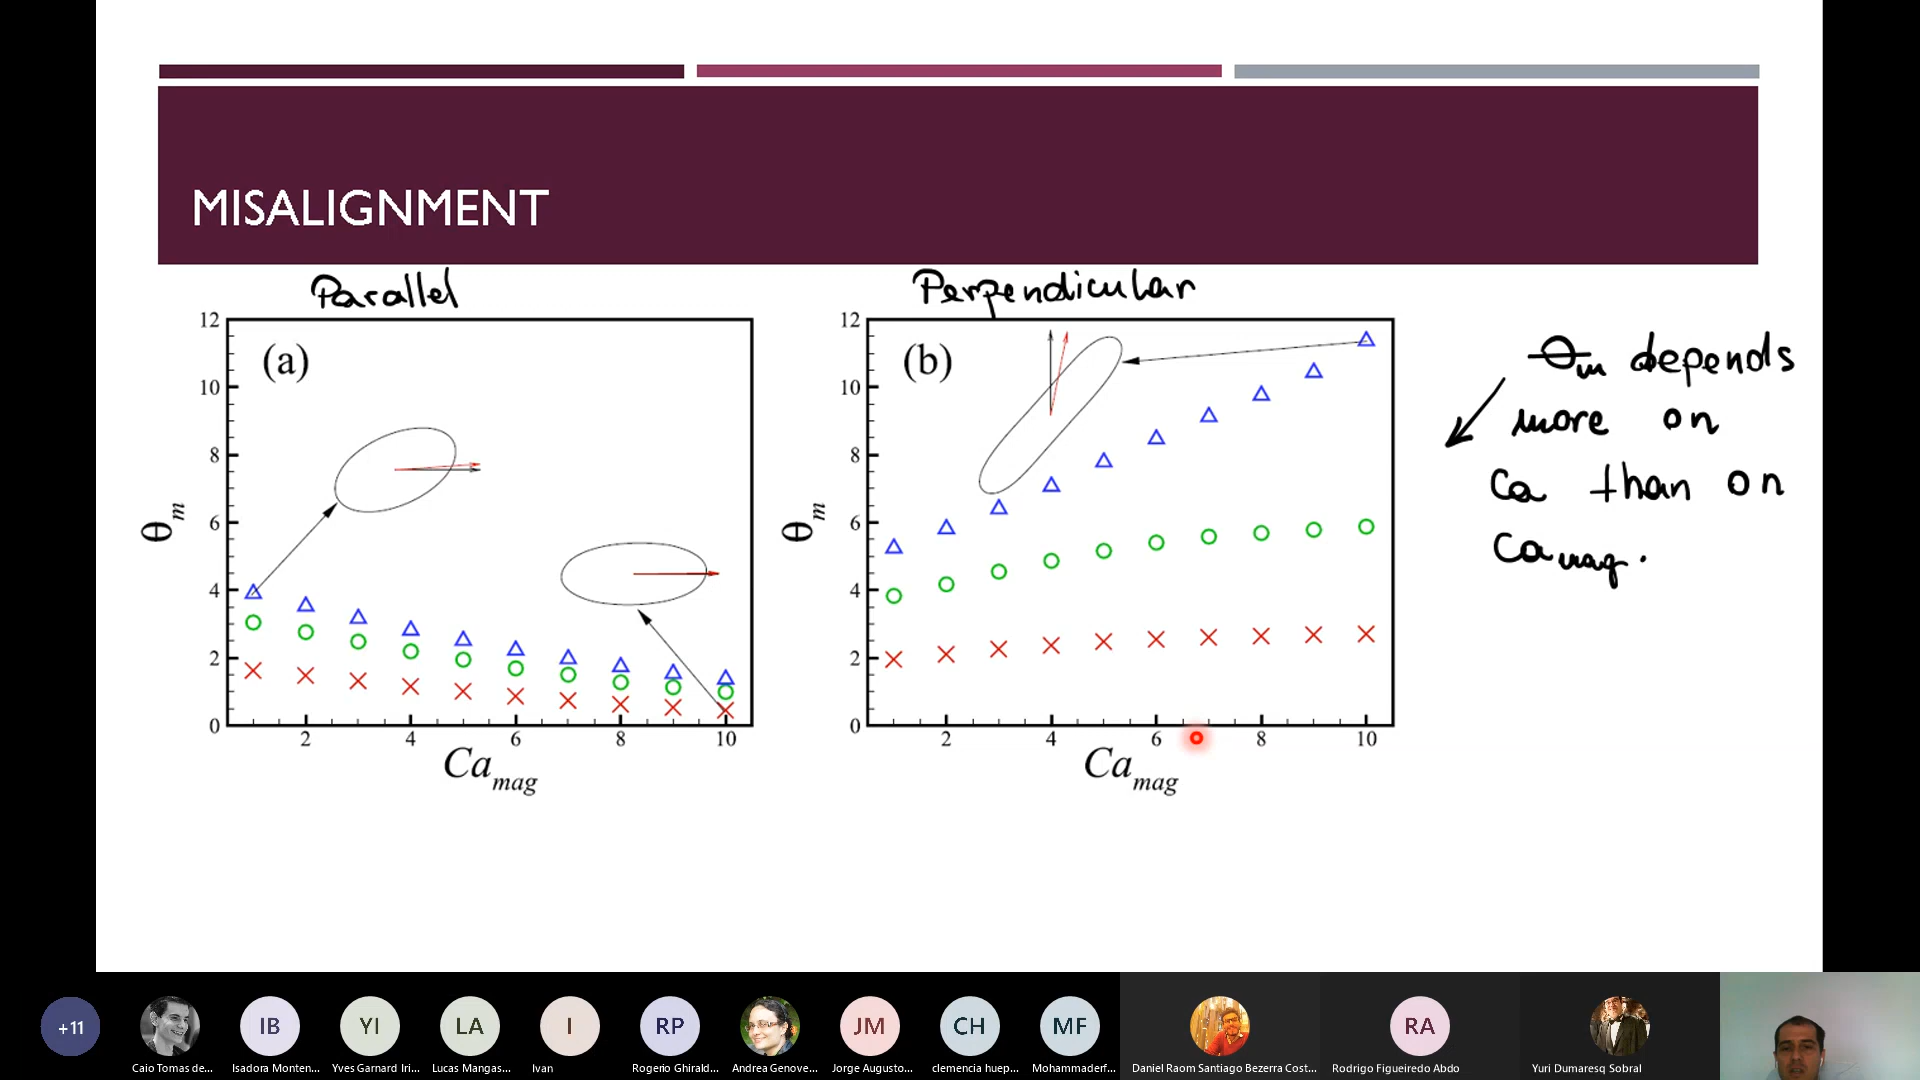 MISALIGNMENT
Parallel
Perpendicular
(a)
12
10
8
6
4
2
0
θm
2 4 6 8 10
Camag
(b)
12
10
8
6
4
2
0
θm
2 4 6 8 10
Camag
θm depends
more on
Ca than on
Camag.
+11
IB
YI
LA
I
RP
JM
CH
MF
RA
Caio Tomas de...
Isadora Monten...
Yves Garnard Iri...
Lucas Mangas...
Ivan
Rogerio Ghirald...
Andrea Genove...
Jorge Augusto...
clemencia huep...
Mohammaderf...
Daniel Raom Santiago Bezerra Cost...
Rodrigo Figueiredo Abdo
Yuri Dumaresq Sobral